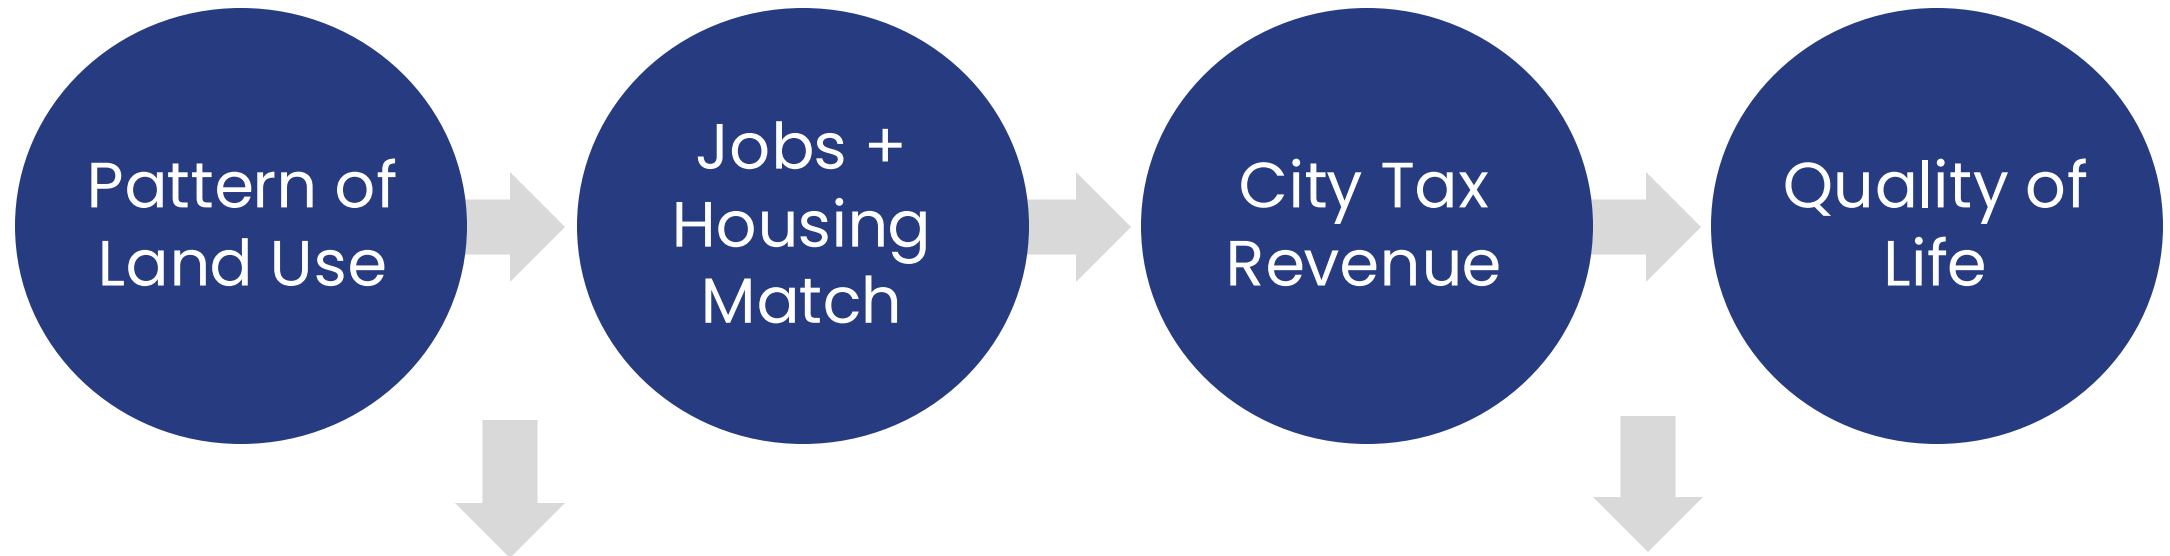 Pattern of
Land Use
Jobs +
Housing
Match
City Tax
Revenue
Quality of
Life